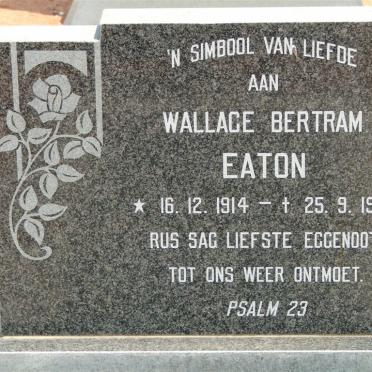 'N SIMBOOL VAN LIEFDE
AAN
WALLACE BERTRAM
EATON
★ 16. 12. 1914 – † 25. 9. 19
RUS SAG LIEFSTE EGGENOOT
TOT ONS WEER ONTMOET.
PSALM 23